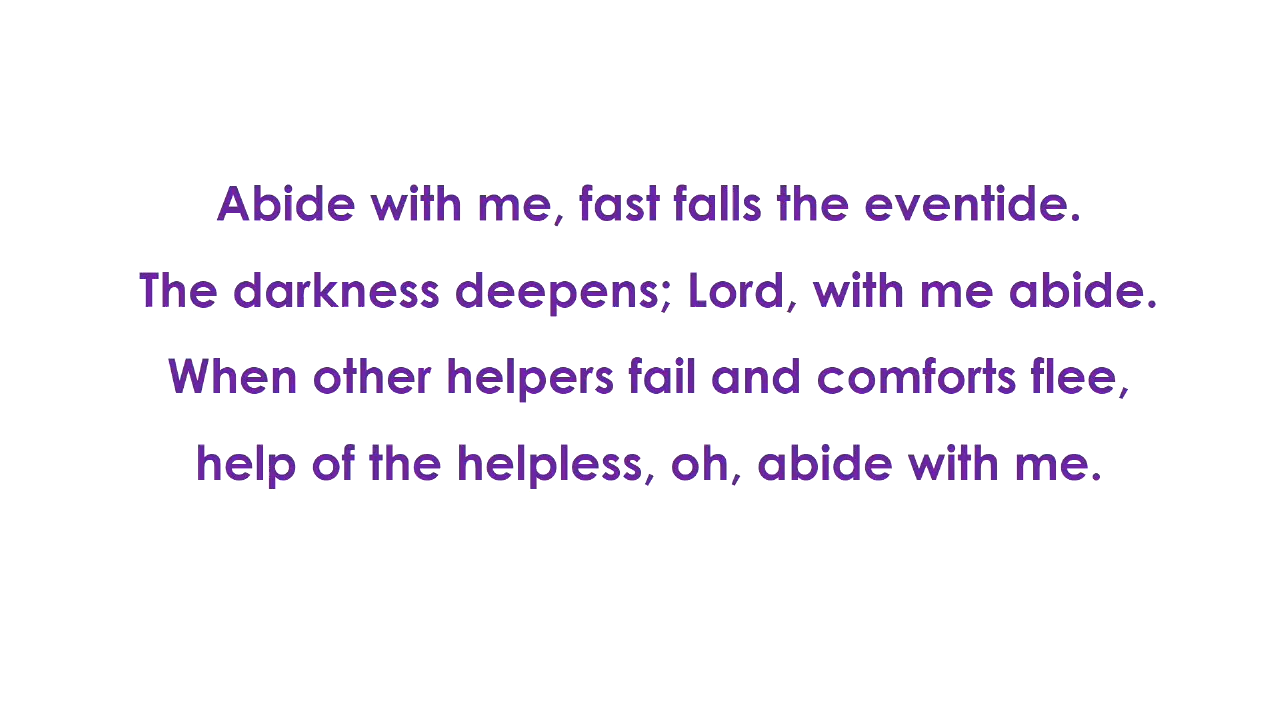 Abide with me, fast falls the eventide.
The darkness deepens; Lord, with me abide.
When other helpers fail and comforts flee,
help of the helpless, oh, abide with me.